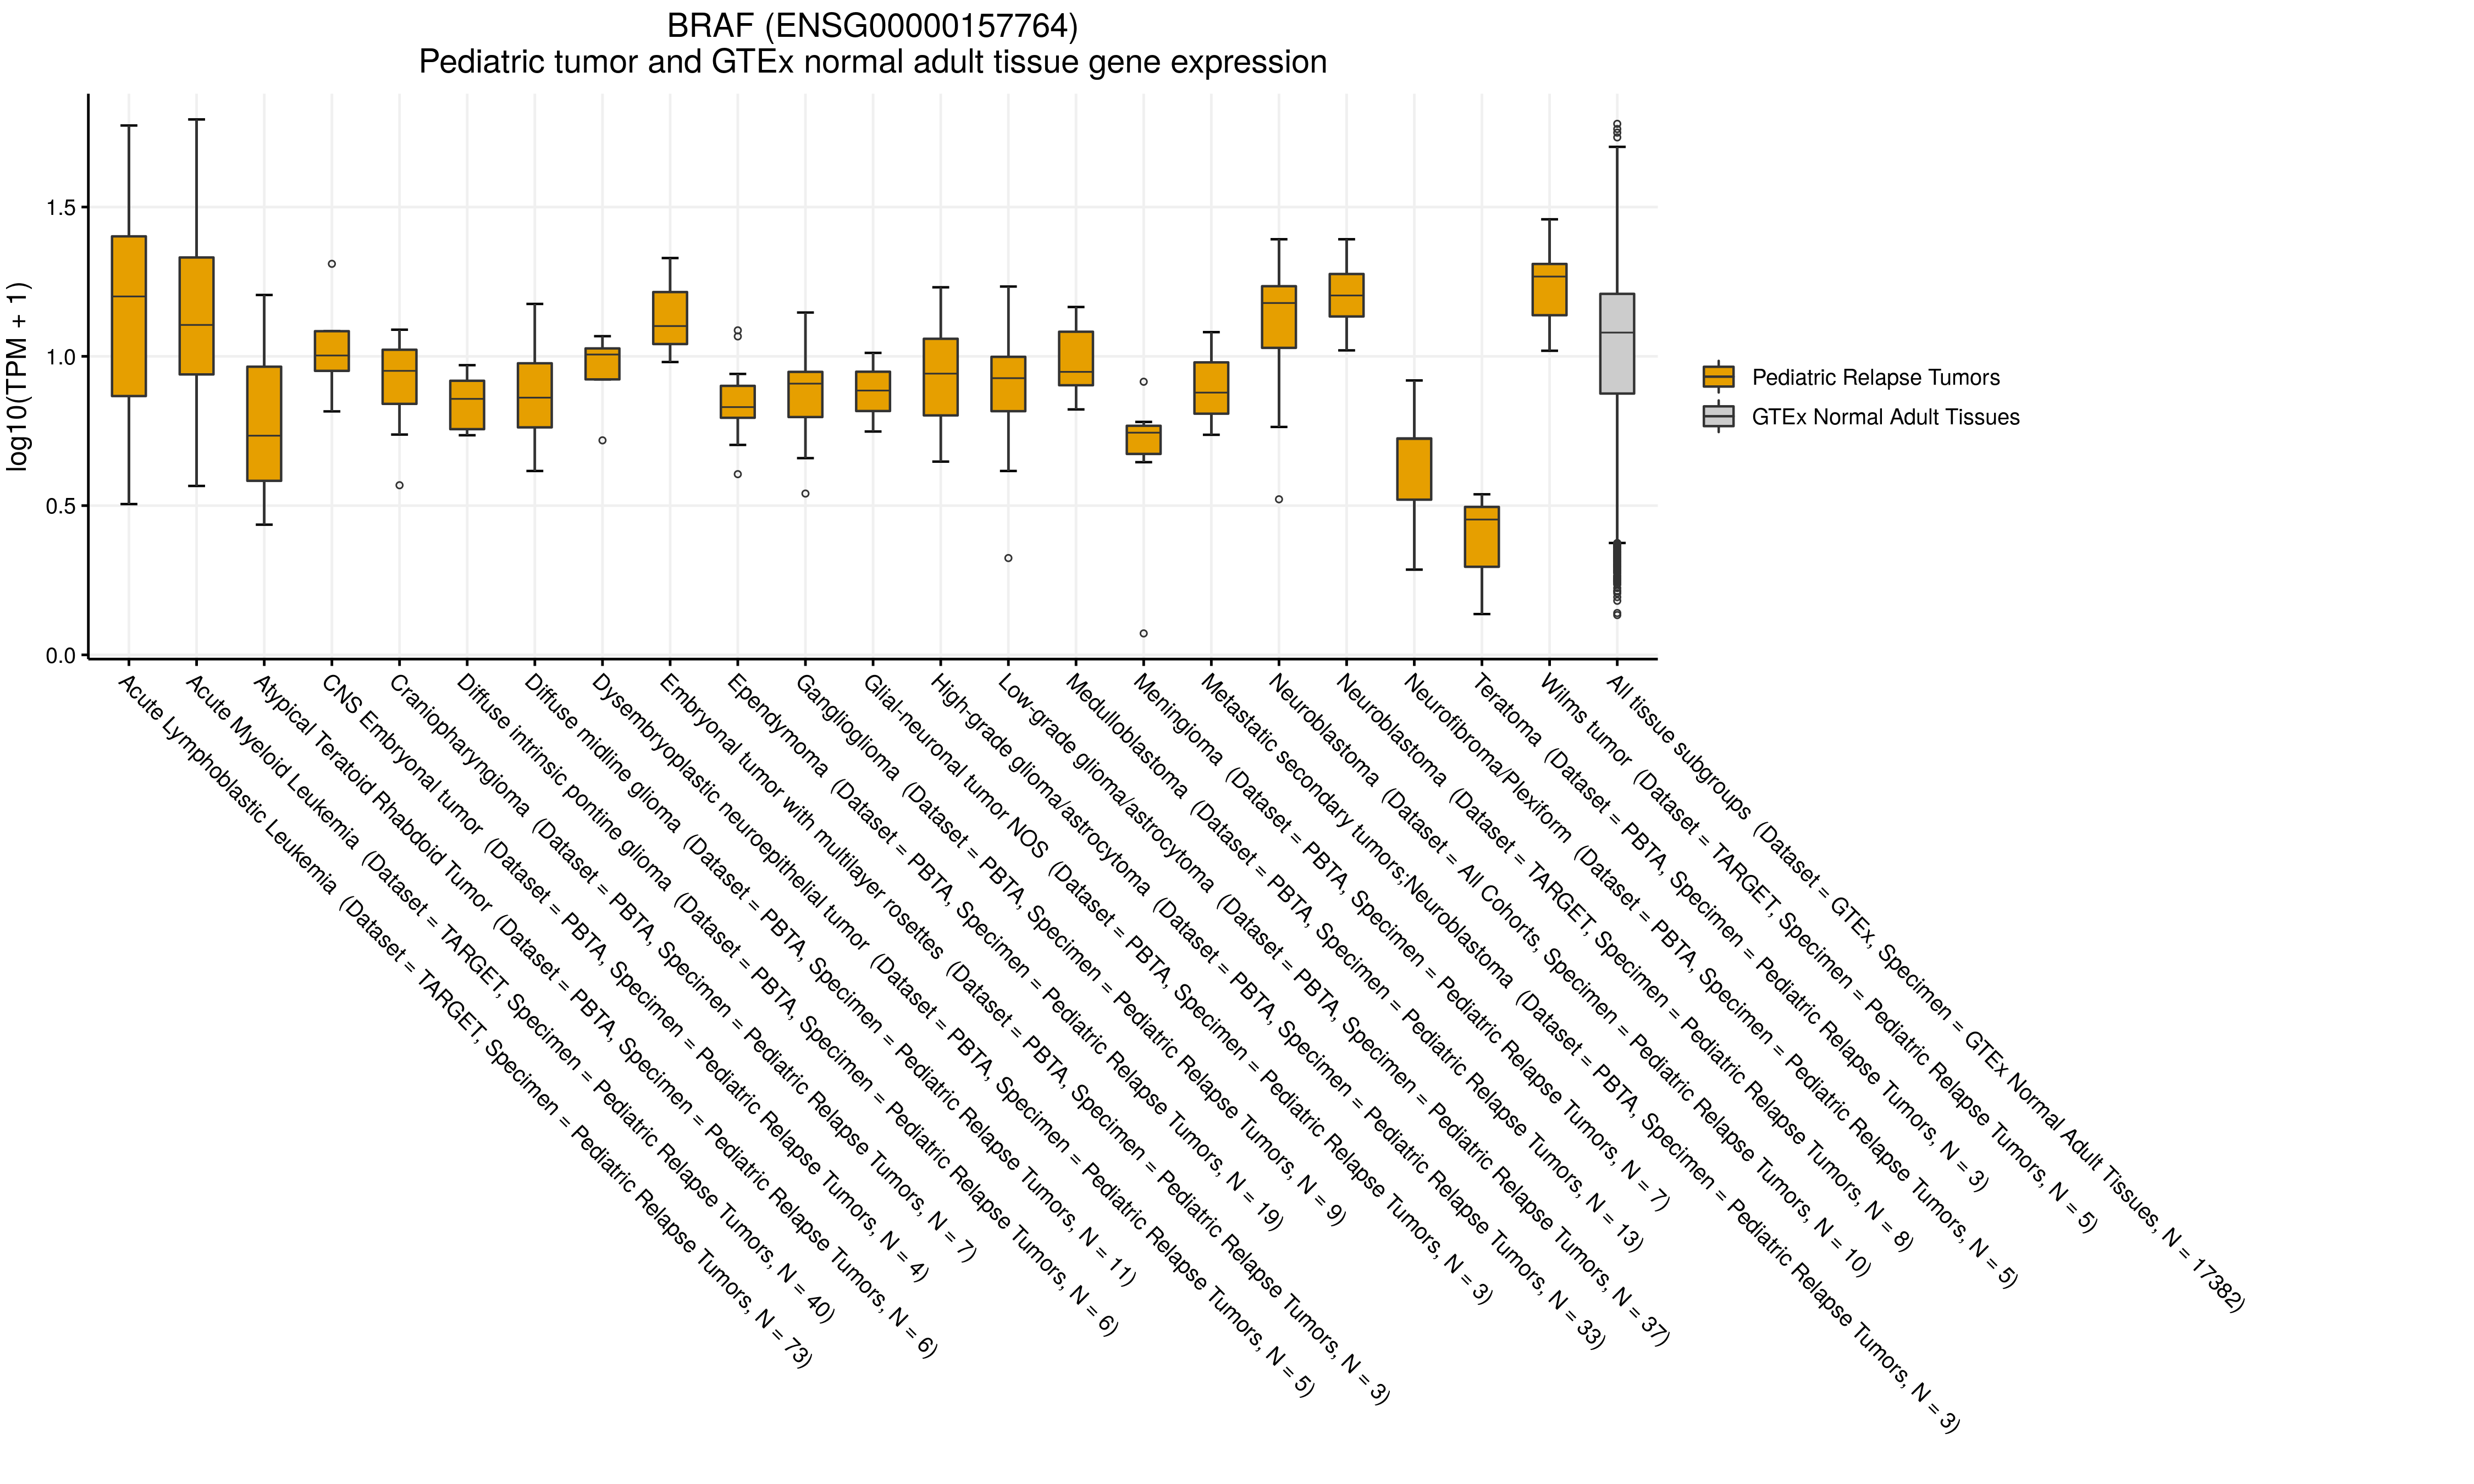 BRAF (ENSG00000157764)
Pediatric tumor and GTEx normal adult tissue gene expression
log10(TPM + 1)
1.5
1.0
0.5
0.0
Pediatric Relapse Tumors
GTEx Normal Adult Tissues
Acute Lymphoblastic Leukemia (Dataset = TARGET, Specimen = Pediatric Relapse Tumors, N = 73)
Acute Myeloid Leukemia (Dataset = TARGET, Specimen = Pediatric Relapse Tumors, N = 40)
Atypical Teratoid Rhabdoid Tumor (Dataset = PBTA, Specimen = Pediatric Relapse Tumors, N = 6)
CNS Embryonal tumor (Dataset = PBTA, Specimen = Pediatric Relapse Tumors, N = 4)
Craniopharyngioma (Dataset = PBTA, Specimen = Pediatric Relapse Tumors, N = 7)
Diffuse intrinsic pontine glioma (Dataset = PBTA, Specimen = Pediatric Relapse Tumors, N = 6)
Diffuse midline glioma (Dataset = PBTA, Specimen = Pediatric Relapse Tumors, N = 11)
Dysembryoplastic neuroepithelial tumor (Dataset = PBTA, Specimen = Pediatric Relapse Tumors, N = 5)
Embryonal tumor with multilayer rosettes (Dataset = PBTA, Specimen = Pediatric Relapse Tumors, N = 3)
Ependymoma (Dataset = PBTA, Specimen = Pediatric Relapse Tumors, N = 19)
Ganglioglioma (Dataset = PBTA, Specimen = Pediatric Relapse Tumors, N = 9)
Glial-neuronal tumor NOS (Dataset = PBTA, Specimen = Pediatric Relapse Tumors, N = 3)
High-grade glioma/astrocytoma (Dataset = PBTA, Specimen = Pediatric Relapse Tumors, N = 33)
Low-grade glioma/astrocytoma (Dataset = PBTA, Specimen = Pediatric Relapse Tumors, N = 37)
Medulloblastoma (Dataset = PBTA, Specimen = Pediatric Relapse Tumors, N = 13)
Meningioma (Dataset = PBTA, Specimen = Pediatric Relapse Tumors, N = 7)
Metastatic secondary tumors;Neuroblastoma (Dataset = PBTA, Specimen = Pediatric Relapse Tumors, N = 3)
Neuroblastoma (Dataset = All Cohorts, Specimen = Pediatric Relapse Tumors, N = 10)
Neuroblastoma (Dataset = TARGET, Specimen = Pediatric Relapse Tumors, N = 8)
Neurofibroma/Plexiform (Dataset = PBTA, Specimen = Pediatric Relapse Tumors, N = 5)
Teratoma (Dataset = PBTA, Specimen = Pediatric Relapse Tumors, N = 3)
Wilms tumor (Dataset = TARGET, Specimen = Pediatric Relapse Tumors, N = 5)
All tissue subgroups (Dataset = GTEx, Specimen = GTEx Normal Adult Tissues, N = 17382)